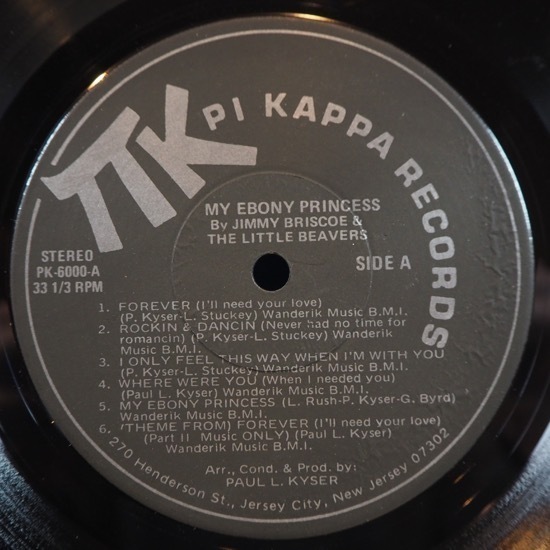 ΠK
PI KAPPA RECORDS
MY EBONY PRINCESS
By JIMMY BRISCOE &
THE LITTLE BEAVERS
STEREO
PK-6000-A
33 1/3 RPM
SIDE A
1. FOREVER (I'll need your love)
(P. Kyser-L. Stuckey) Wanderik Music B.M.I.
2. ROCKIN & DANCIN (Never had no time for
romancin) (P. Kyser-L. Stuckey) Wanderik
Music B.M.I.
3. I ONLY FEEL THIS WAY WHEN I'M WITH YOU
(P. Kyser-L. Stuckey) Wanderik Music B.M.I.
4. WHERE WERE YOU (When I needed you)
(Paul L. Kyser) Wanderik Music B.M.I.
5. MY EBONY PRINCESS (L. Rush-P. Kyser-G. Byrd)
Wanderik Music B.M.I.
6. (THEME FROM) FOREVER (I'll need your love)
(Part II Music ONLY) (Paul L. Kyser)
Wanderik Music B.M.I.
Arr., Cond. & Prod. by:
PAUL L. KYSER
270 Henderson St., Jersey City, New Jersey 07302